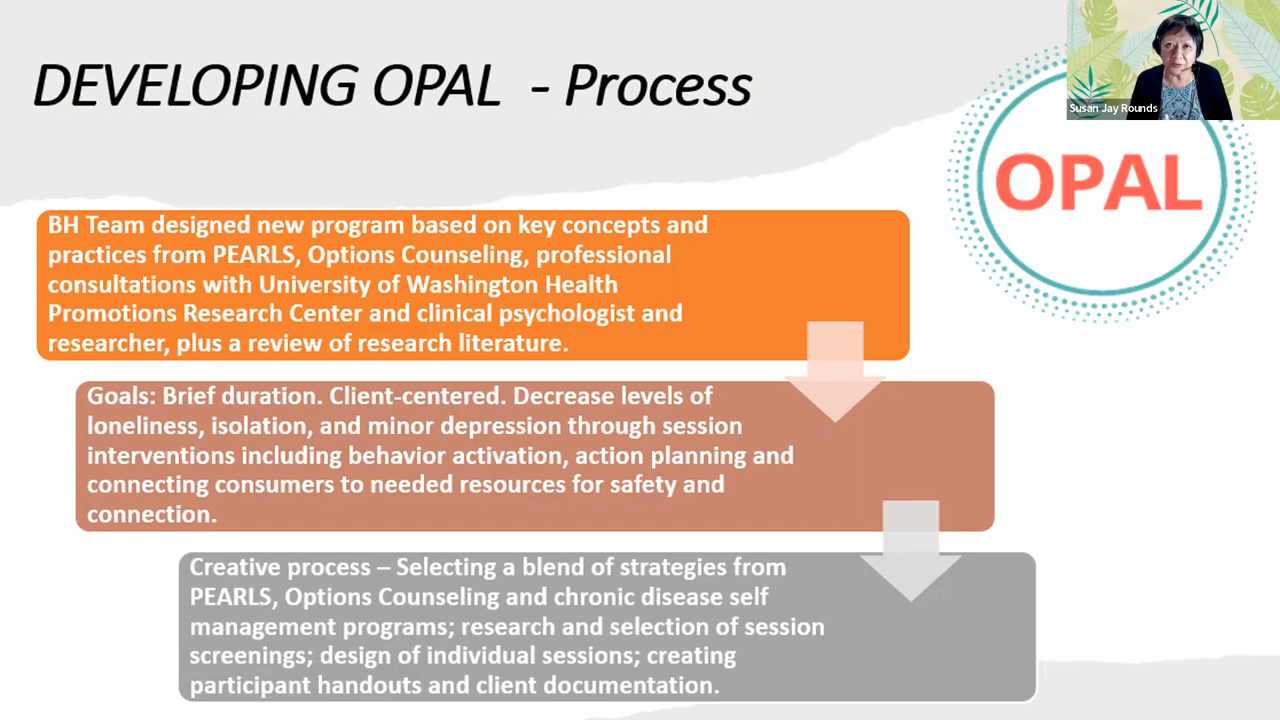 DEVELOPING OPAL - Process
Susan Jay Rounds
OPAL
BH Team designed new program based on key concepts and
practices from PEARLS, Options Counseling, professional
consultations with University of Washington Health
Promotions Research Center and clinical psychologist and
researcher, plus a review of research literature.
Goals: Brief duration. Client-centered. Decrease levels of
loneliness, isolation, and minor depression through session
interventions including behavior activation, action planning and
connecting consumers to needed resources for safety and
connection.
Creative process – Selecting a blend of strategies from
PEARLS, Options Counseling and chronic disease self
management programs; research and selection of session
screenings; design of individual sessions; creating
participant handouts and client documentation.